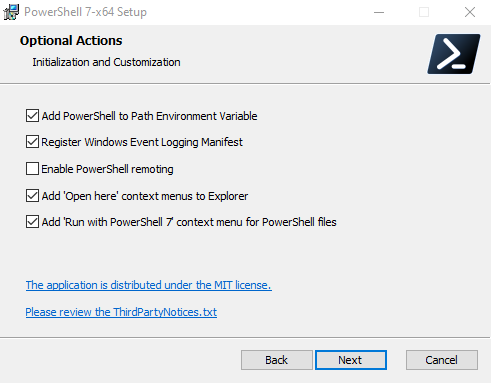 PowerShell 7-x64 Setup
Optional Actions
Initialization and Customization
Add PowerShell to Path Environment Variable
Register Windows Event Logging Manifest
Enable PowerShell remoting
Add 'Open here' context menus to Explorer
Add 'Run with PowerShell 7' context menu for PowerShell files
The application is distributed under the MIT license.
Please review the ThirdPartyNotices.txt
Back Next Cancel